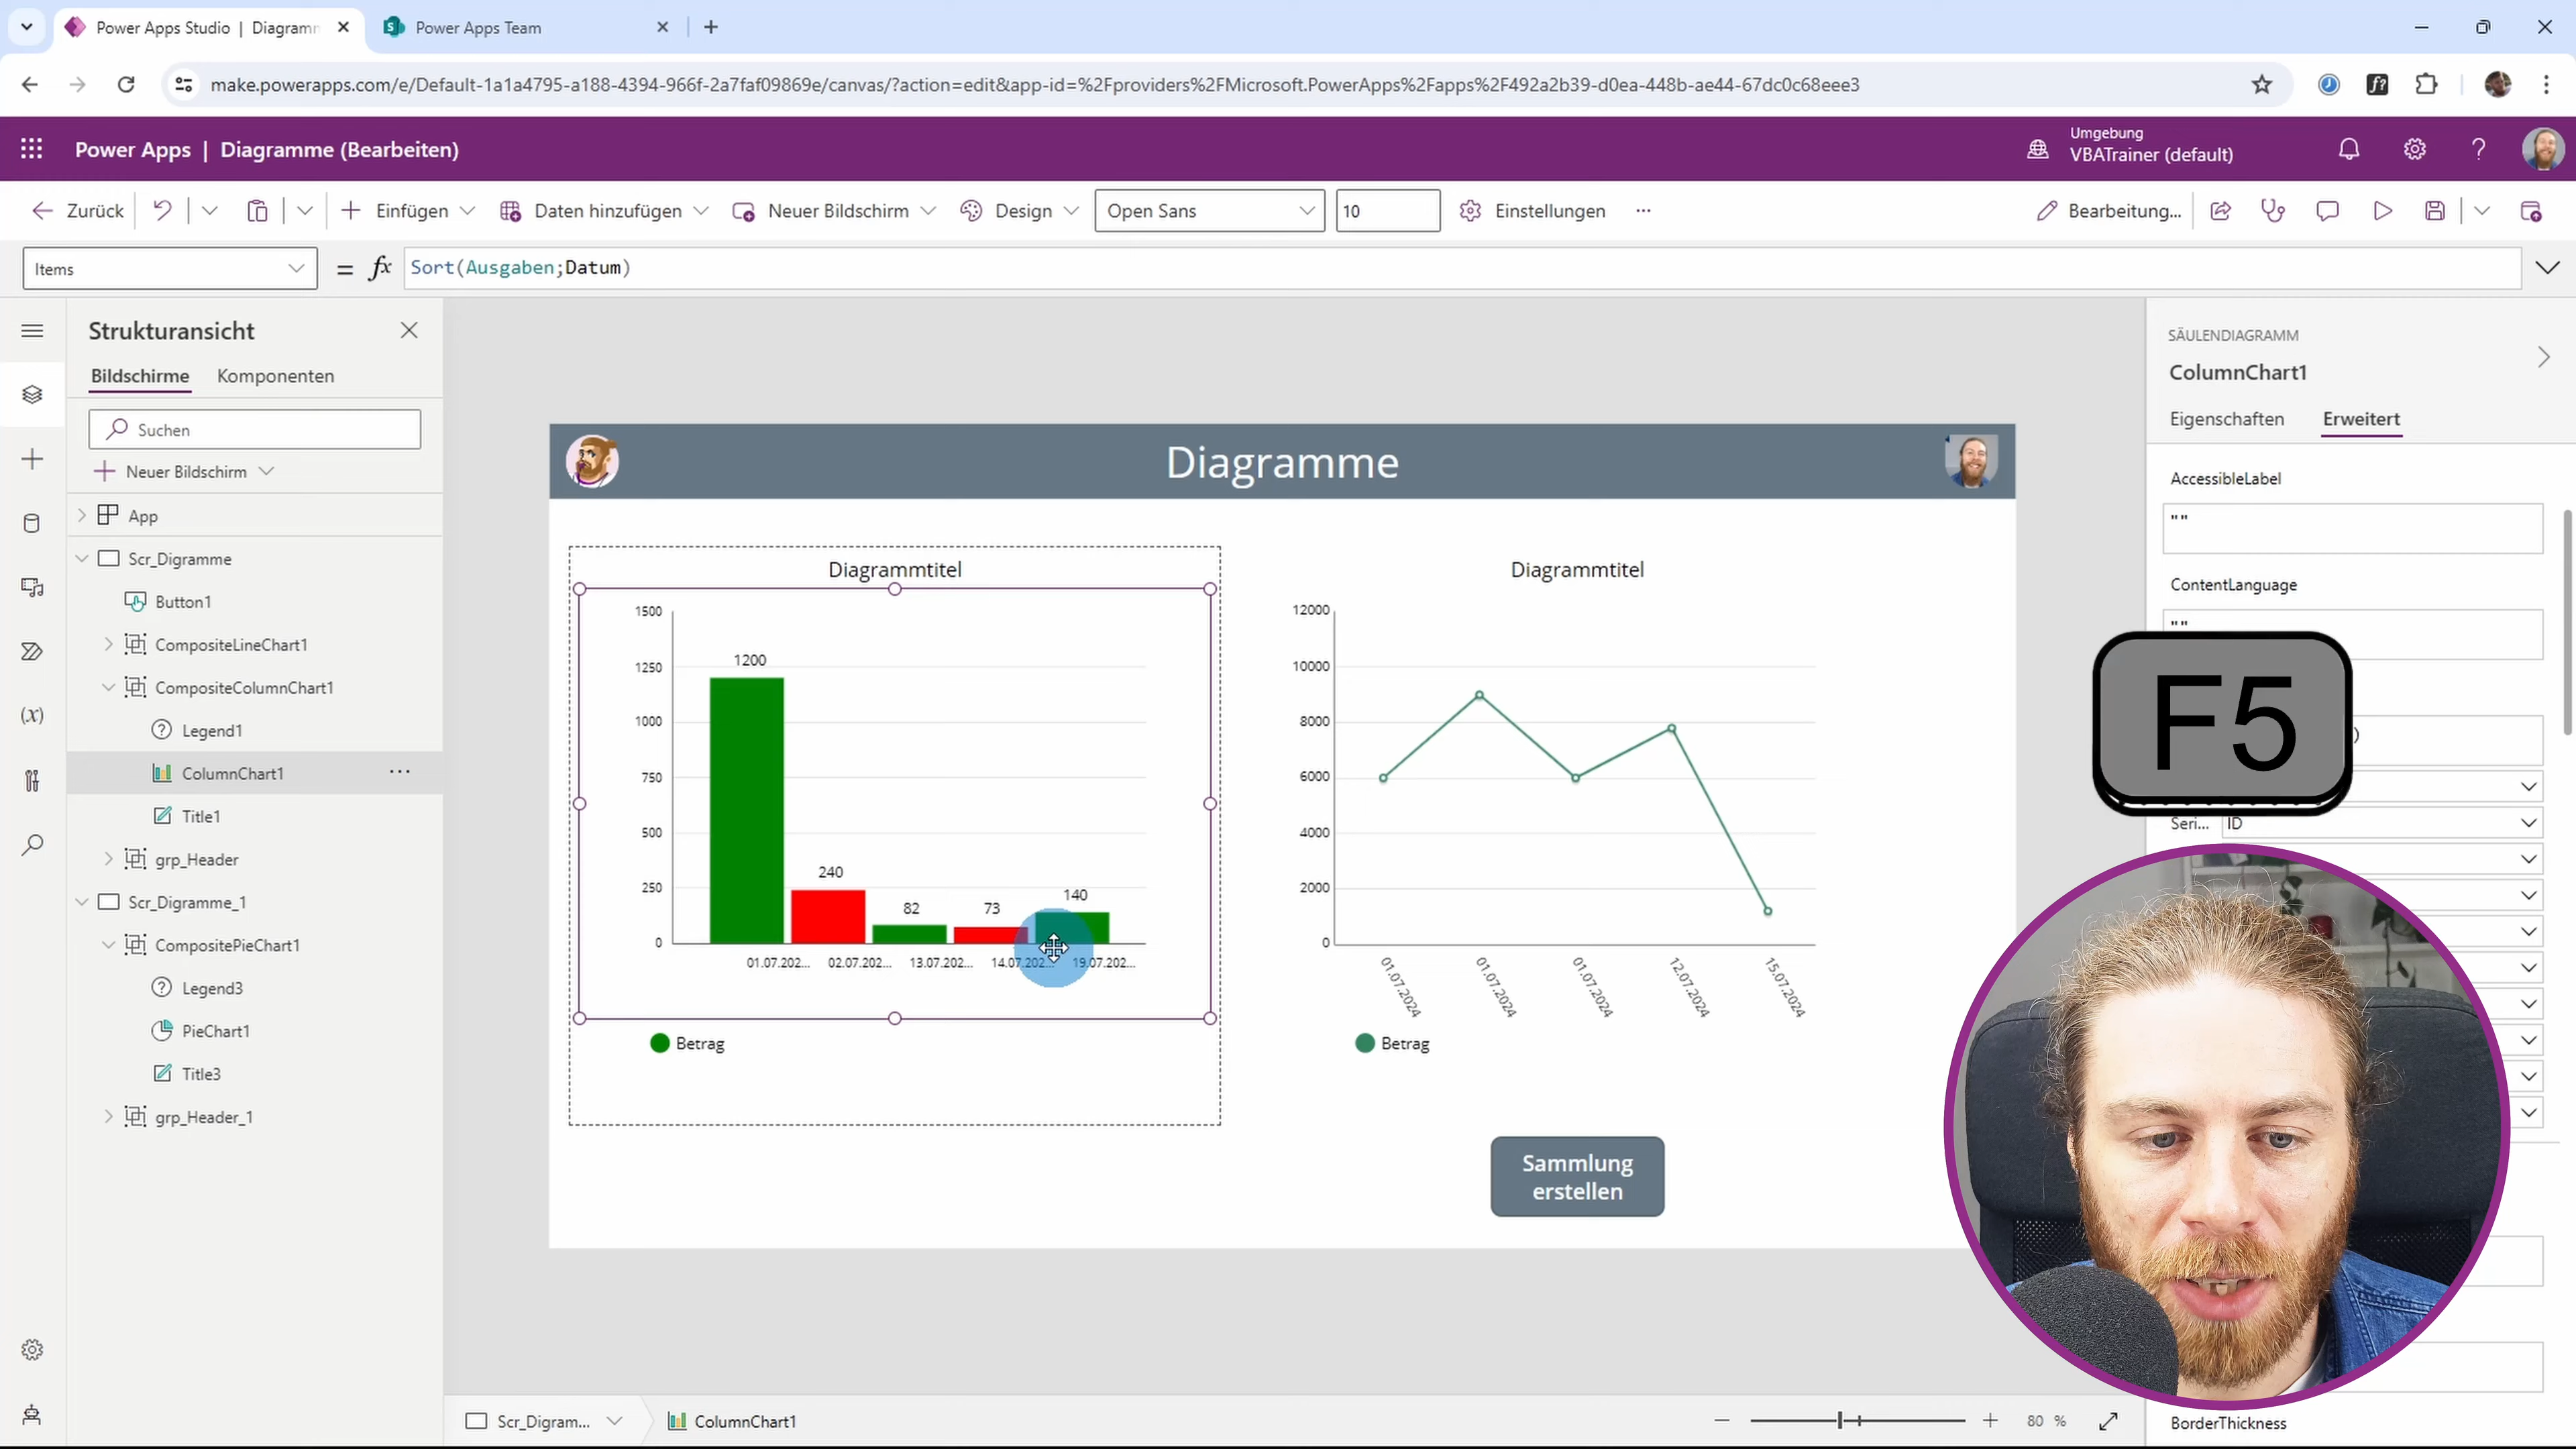 Power Apps Studio | Diagramm
Power Apps Team
make.powerapps.com/e/Default-1a1a4795-a188-4394-966f-2a7faf09869e/canvas/?action=edit&app-id=%2Fproviders%2FMicrosoft.PowerApps%2Fapps%2F492a2b39-d0ea-448b-ae44-67dc0c68eee3
Power Apps | Diagramme (Bearbeiten)
Umgebung
VBATrainer (default)
Zurück
Einfügen
Daten hinzufügen
Neuer Bildschirm
Design
Open Sans
10
Einstellungen
...
Bearbeitung...
Items
= fx Sort(Ausgaben;Datum)
Strukturansicht
Bildschirme Komponenten
Suchen
Neuer Bildschirm
App
Scr_Digramme
Button1
CompositeLineChart1
CompositeColumnChart1
Legend1
ColumnChart1 ...
Title1
grp_Header
Scr_Digramme_1
CompositePieChart1
Legend3
PieChart1
Title3
grp_Header_1
Diagramme
Diagrammtitel
1500
1250
1000
750
500
250
0
1200
240
82
73
140
01.07.202...
02.07.202...
13.07.202...
14.07.202...
19.07.202...
Betrag
Diagrammtitel
12000
10000
8000
6000
4000
2000
0
01.07.2024
01.07.2024
01.07.2024
12.07.2024
15.07.2024
Betrag
Sammlung
erstellen
SÄULENDIAGRAMM
ColumnChart1
Eigenschaften Erweitert
AccessibleLabel
""
ContentLanguage
""
)
F5
Seri... ID
BorderThickness
Scr_Digram...
ColumnChart1
80 %